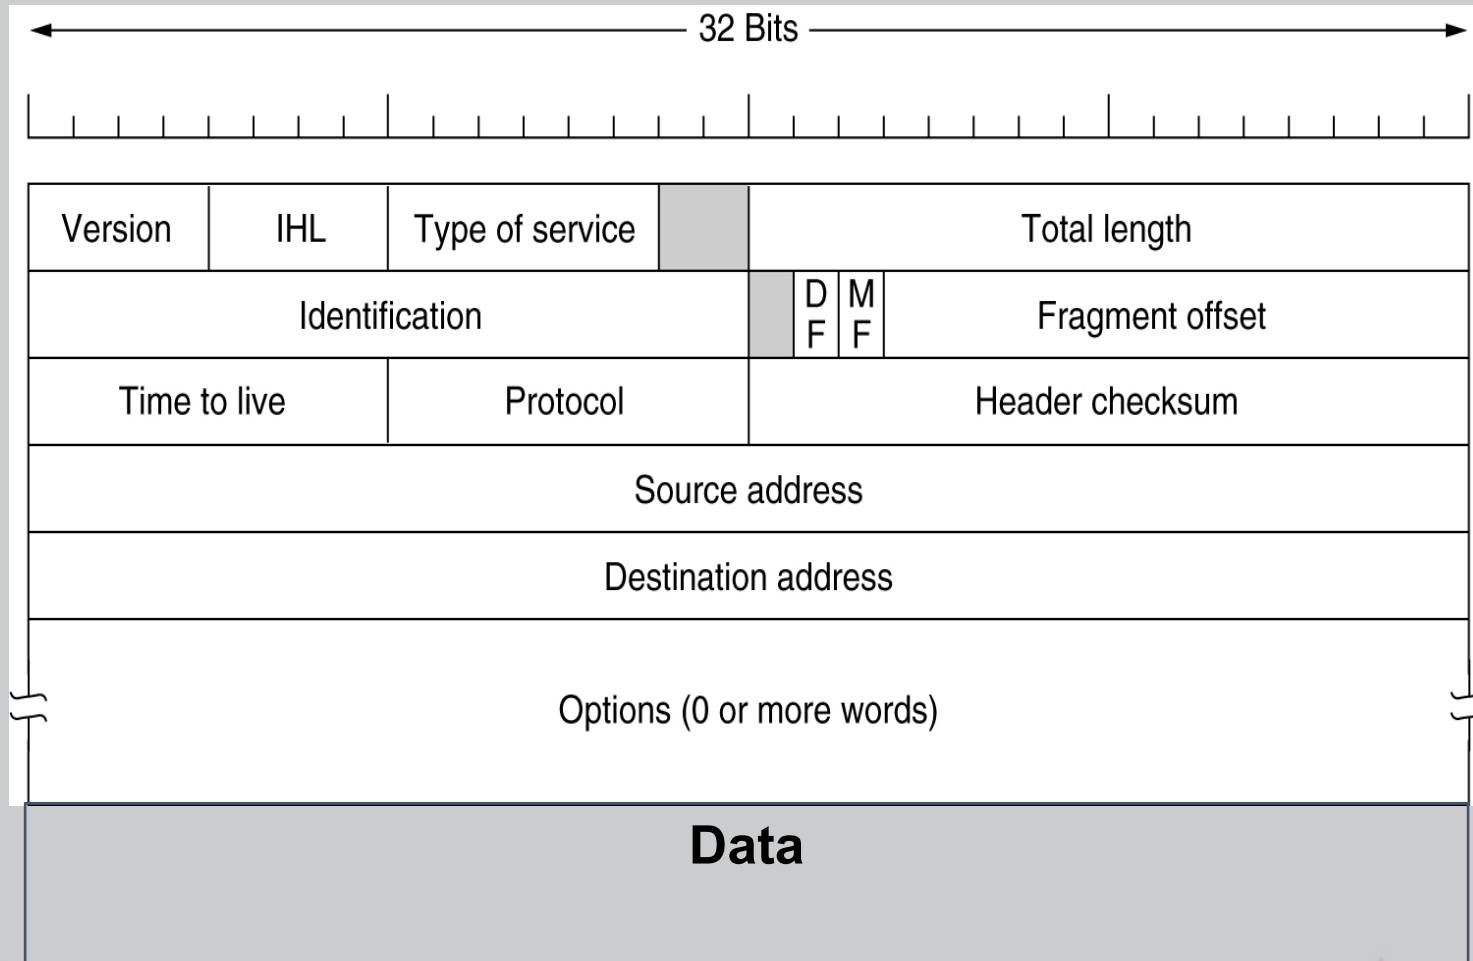 32 Bits
Version IHL Type of service Total length
Identification D F M F Fragment offset
Time to live Protocol Header checksum
Source address
Destination address
Options (0 or more words)
Data